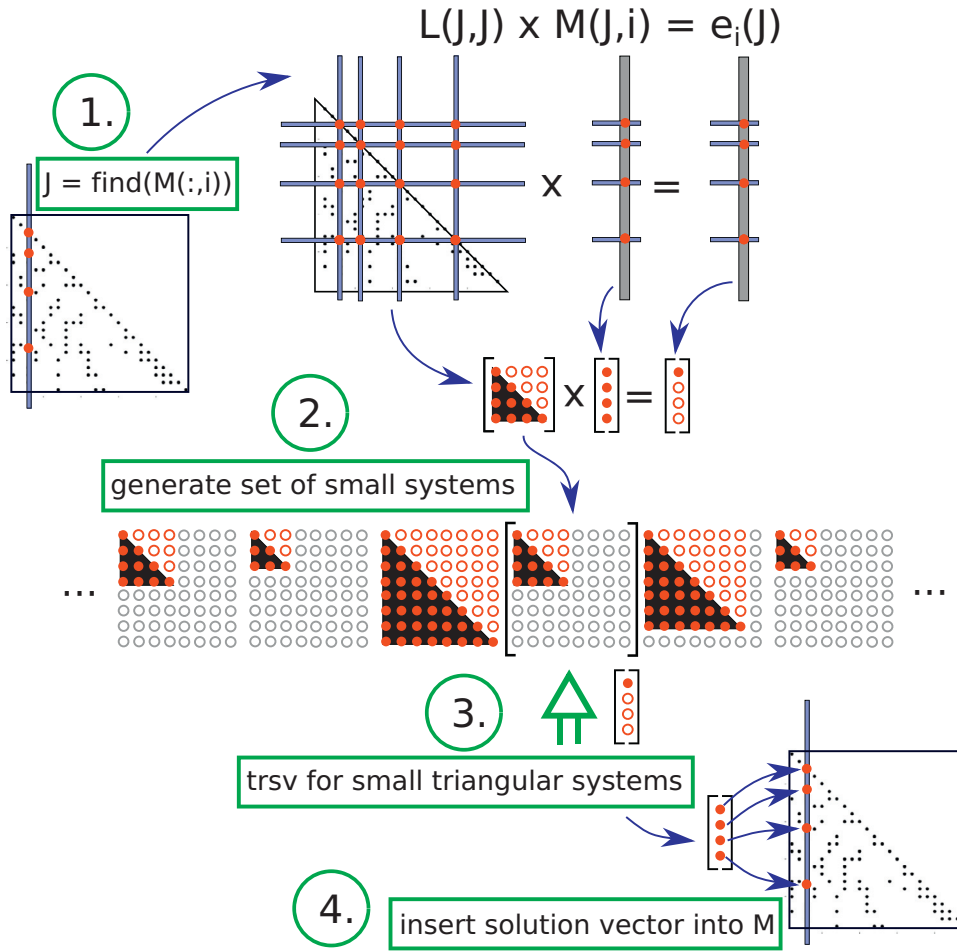 L(J,J) x M(J,i) = eᵢ(J)
1.
J = find(M(:,i))
x =
x =
2.
generate set of small systems
... ...
3.
trsv for small triangular systems
4.
insert solution vector into M